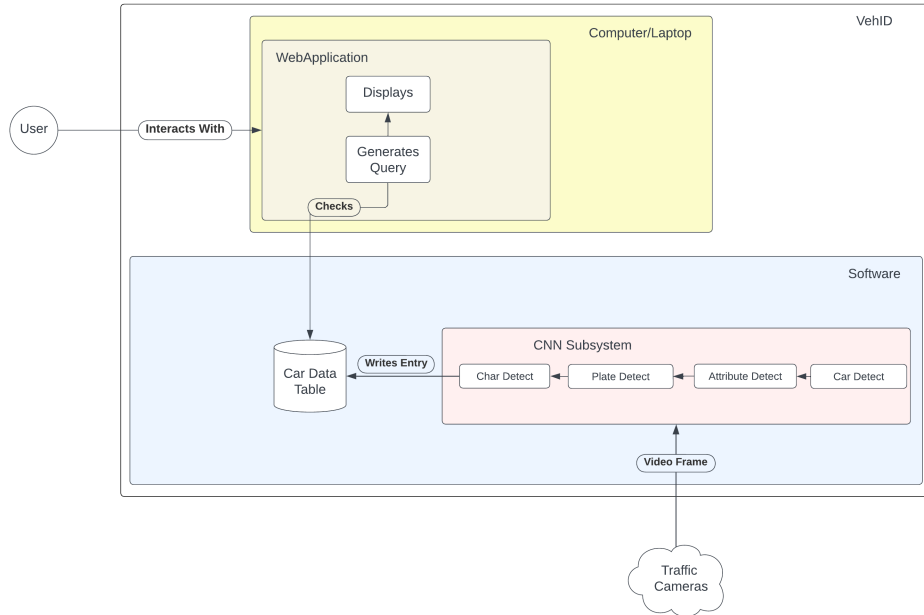 VehID
Computer/Laptop
WebApplication
Displays
User
Interacts With
Generates
Query
Checks
Software
CNN Subsystem
Writes Entry
Car Data
Table
Char Detect
Plate Detect
Attribute Detect
Car Detect
Video Frame
Traffic
Cameras